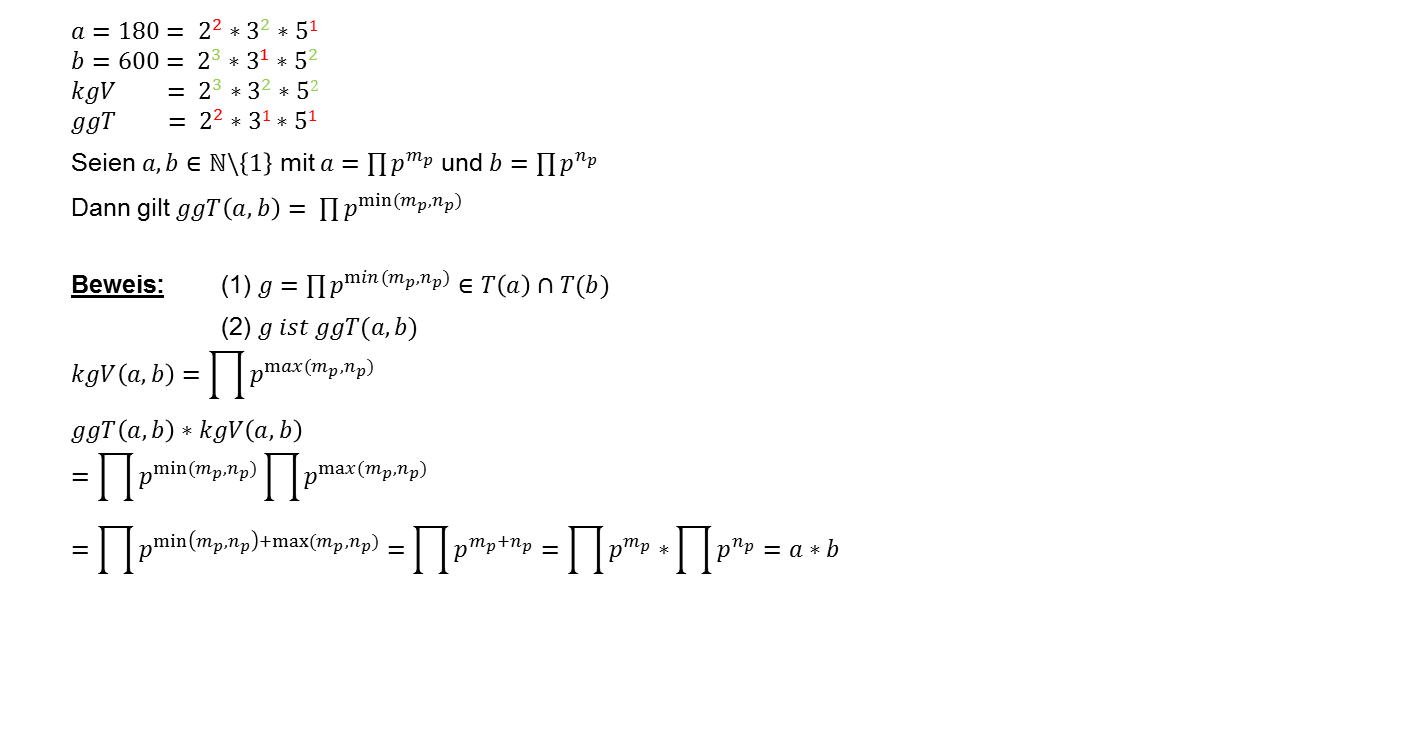 𝑎 = 180 = 2² ∗ 3² ∗ 5¹
𝑏 = 600 = 2³ ∗ 3¹ ∗ 5²
𝑘𝑔𝑉 = 2³ ∗ 3² ∗ 5²
𝑔𝑔𝑇 = 2² ∗ 3¹ ∗ 5¹
Seien 𝑎, 𝑏 ∈ ℕ\{1} mit 𝑎 = ∏ 𝑝^{𝑚_𝑝} und 𝑏 = ∏ 𝑝^{𝑛_𝑝}
Dann gilt 𝑔𝑔𝑇(𝑎, 𝑏) = ∏ 𝑝^{min(𝑚_𝑝,𝑛_𝑝)}
Beweis: (1) 𝑔 = ∏ 𝑝^{min(𝑚_𝑝,𝑛_𝑝)} ∈ 𝑇(𝑎) ∩ 𝑇(𝑏)
(2) 𝑔 𝑖𝑠𝑡 𝑔𝑔𝑇(𝑎, 𝑏)
𝑘𝑔𝑉(𝑎, 𝑏) = ∏ 𝑝^{max(𝑚_𝑝,𝑛_𝑝)}
𝑔𝑔𝑇(𝑎, 𝑏) ∗ 𝑘𝑔𝑉(𝑎, 𝑏)
= ∏ 𝑝^{min(𝑚_𝑝,𝑛_𝑝)} ∏ 𝑝^{max(𝑚_𝑝,𝑛_𝑝)}
= ∏ 𝑝^{min(𝑚_𝑝,𝑛_𝑝)+max(𝑚_𝑝,𝑛_𝑝)} = ∏ 𝑝^{𝑚_𝑝+𝑛_𝑝} = ∏ 𝑝^{𝑚_𝑝} ∗ ∏ 𝑝^{𝑛_𝑝} = 𝑎 ∗ 𝑏